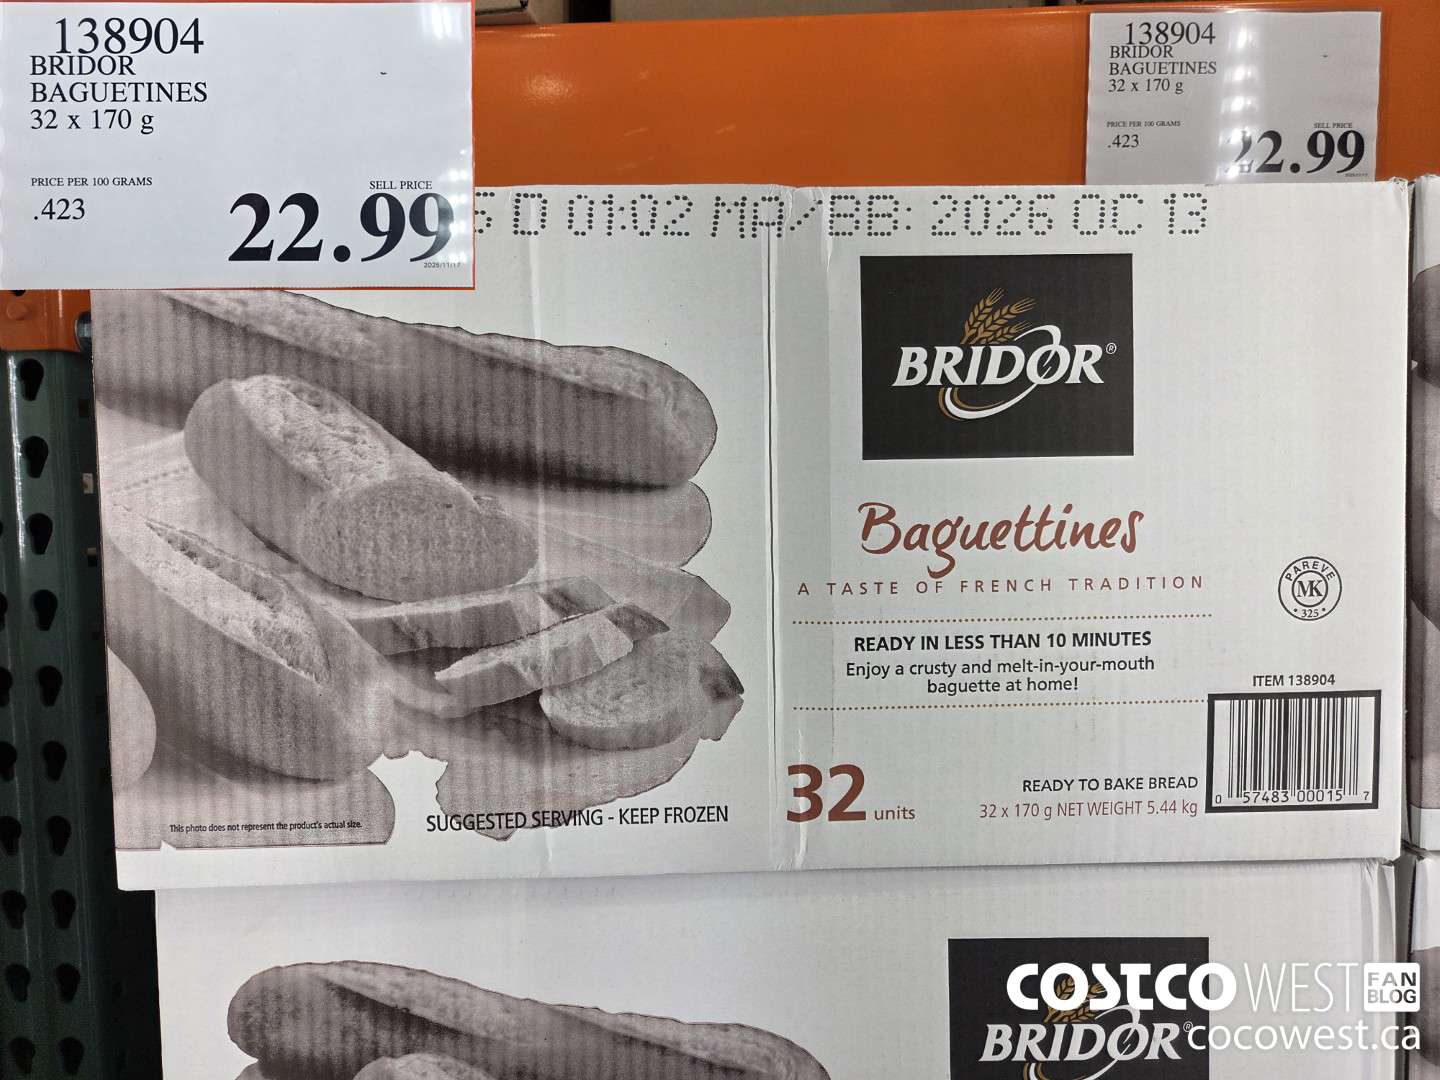 138904
BRIDOR
BAGUETINES
32 x 170 g
PRICE PER 100 GRAMS
.423
SELL PRICE
22.99
2025/11/17
138904
BRIDOR
BAGUETINES
32 x 170 g
PRICE PER 100 GRAMS
.423
SELL PRICE
22.99
D 01:02 MA/BB: 2026 OC 13
BRIDOR®
Baguettines
A TASTE OF FRENCH TRADITION
READY IN LESS THAN 10 MINUTES
Enjoy a crusty and melt-in-your-mouth
baguette at home!
PAREVE
MK
• 325 •
ITEM 138904
0 57483 00015 7
32 units
READY TO BAKE BREAD
32 x 170 g NET WEIGHT 5.44 kg
This photo does not represent the product's actual size.
SUGGESTED SERVING - KEEP FROZEN
BRIDOR®
COSTCO WEST FAN BLOG
cocowest.ca